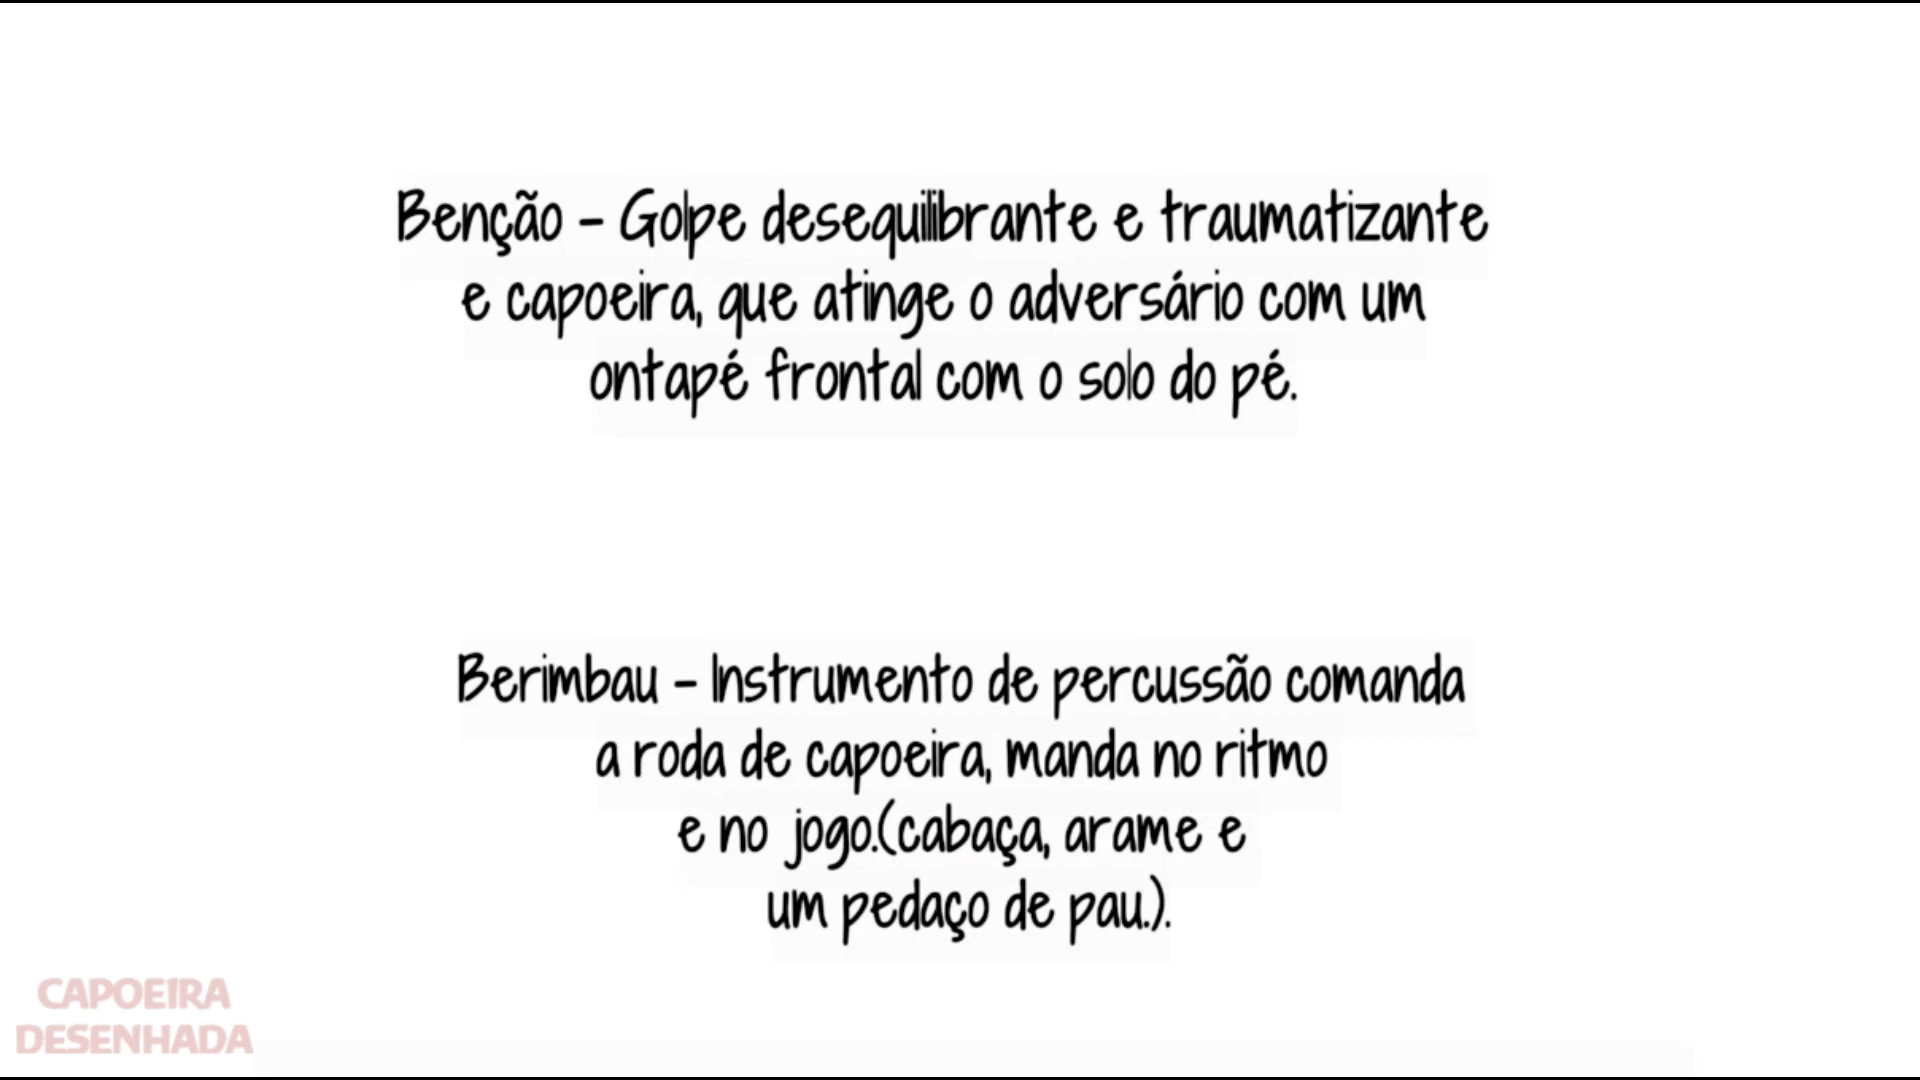 Benção - Golpe desequilibrante e traumatizante
e capoeira, que atinge o adversário com um
ontapé frontal com o solo do pé.
Berimbau - Instrumento de percussão comanda
a roda de capoeira, manda no ritmo
e no jogo.(cabaça, arame e
um pedaço de pau.).
CAPOEIRA
DESENHADA